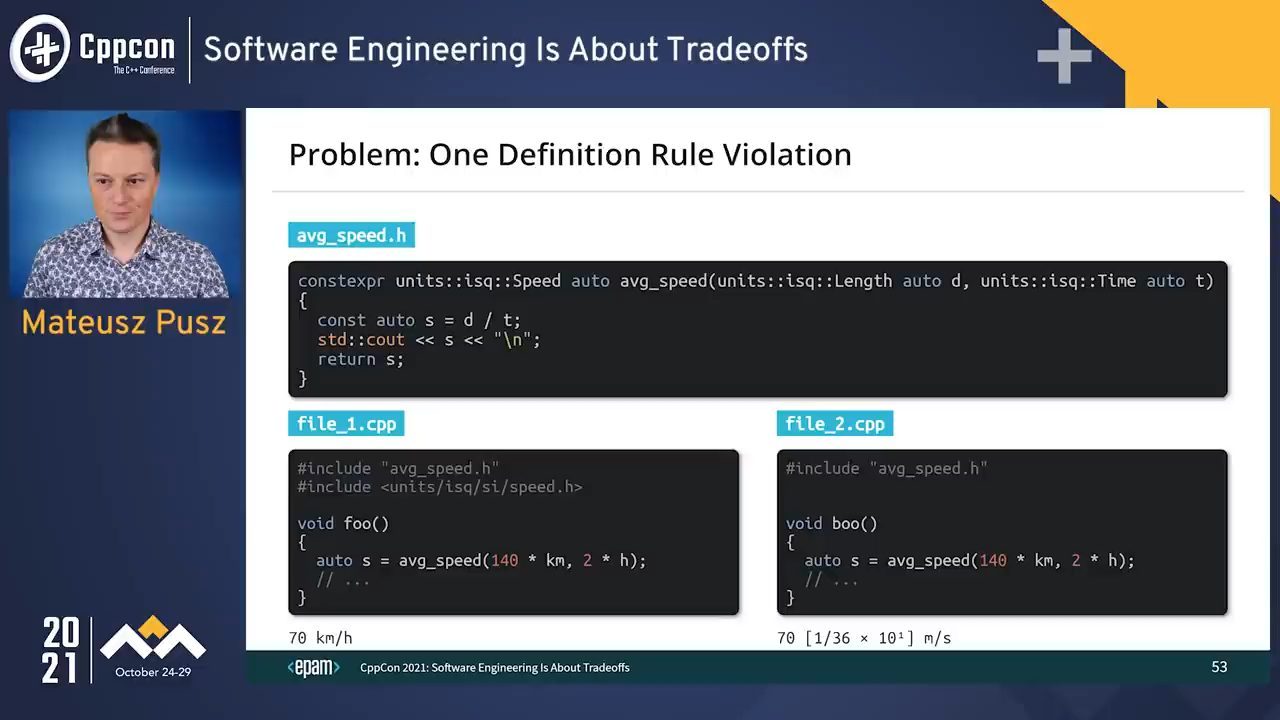 Cppcon
The C++ Conference
Software Engineering Is About Tradeoffs
Mateusz Pusz
Problem: One Definition Rule Violation
avg_speed.h
constexpr units::isq::Speed auto avg_speed(units::isq::Length auto d, units::isq::Time auto t)
{
const auto s = d / t;
std::cout << s << "\n";
return s;
}
file_1.cpp
#include "avg_speed.h"
#include <units/isq/si/speed.h>
void foo()
{
auto s = avg_speed(140 * km, 2 * h);
// ...
}
70 km/h
file_2.cpp
#include "avg_speed.h"
void boo()
{
auto s = avg_speed(140 * km, 2 * h);
// ...
}
70 [1/36 × 10¹] m/s
2021
October 24-29
<epam>
CppCon 2021: Software Engineering Is About Tradeoffs
53